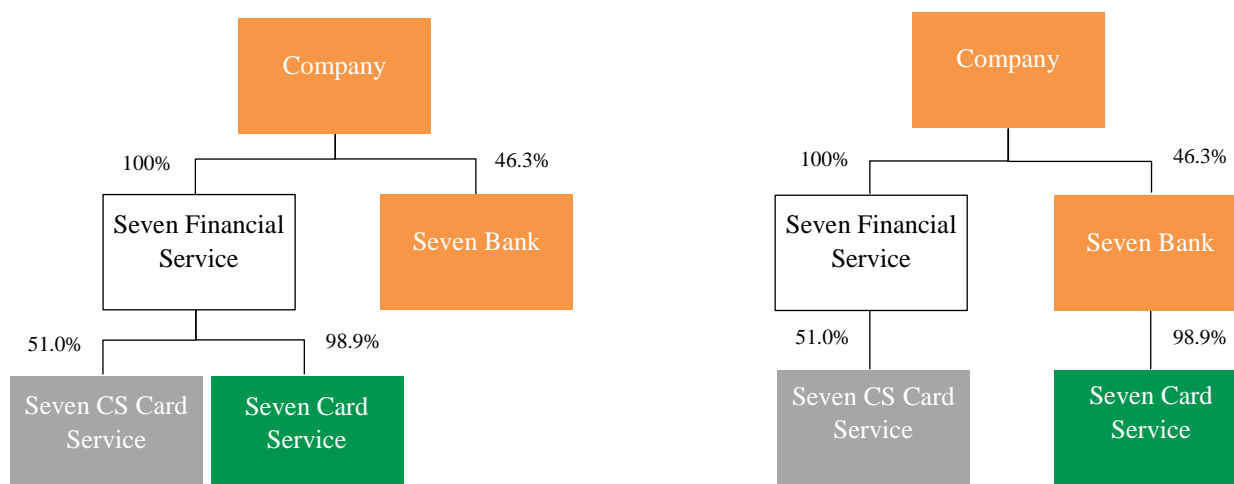 Company
100%
46.3%
Seven Financial
Service
Seven Bank
51.0%
98.9%
Seven CS Card
Service
Seven Card
Service
Company
100%
46.3%
Seven Financial
Service
Seven Bank
51.0%
98.9%
Seven CS Card
Service
Seven Card
Service